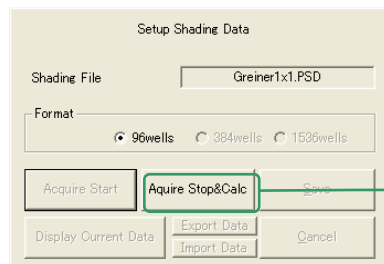 Setup Shading Data
Shading File Greiner1x1.PSD
Format
96wells 384wells 1536wells
Acquire Start Aquire Stop&Calc Save
Display Current Data Export Data Cancel
Import Data